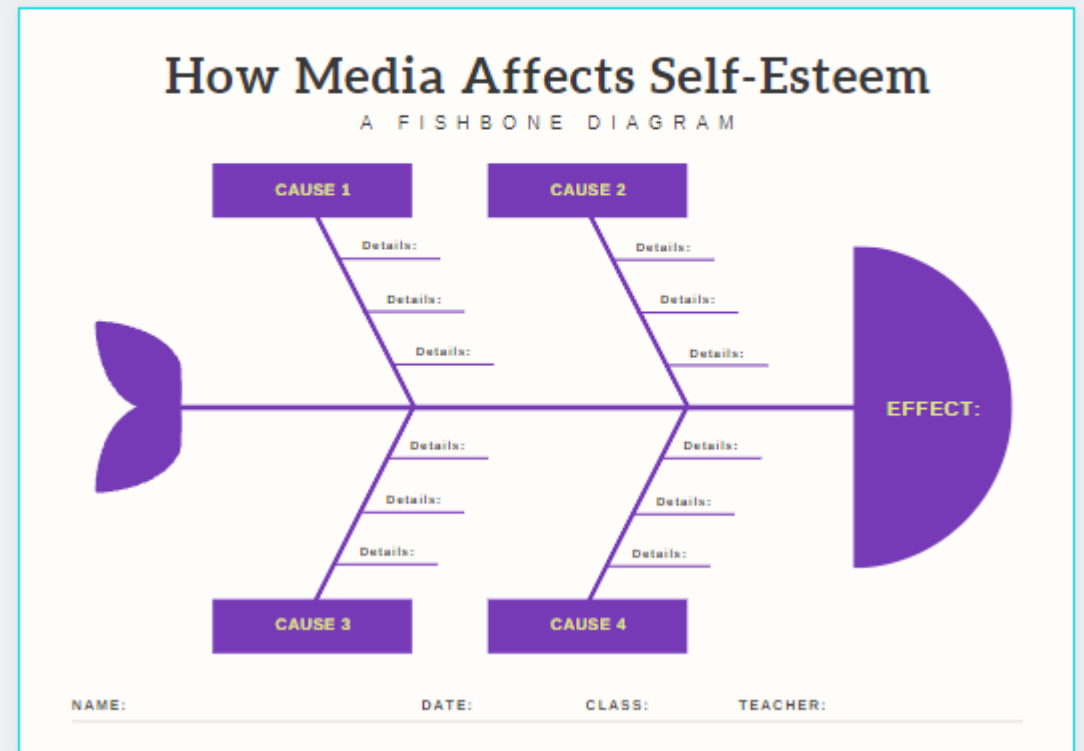 How Media Affects Self-Esteem
A FISHBONE DIAGRAM
CAUSE 1 CAUSE 2
Details: Details:
Details: Details:
Details: Details:
EFFECT:
Details: Details:
Details: Details:
Details: Details:
CAUSE 3 CAUSE 4
NAME: DATE: CLASS: TEACHER: